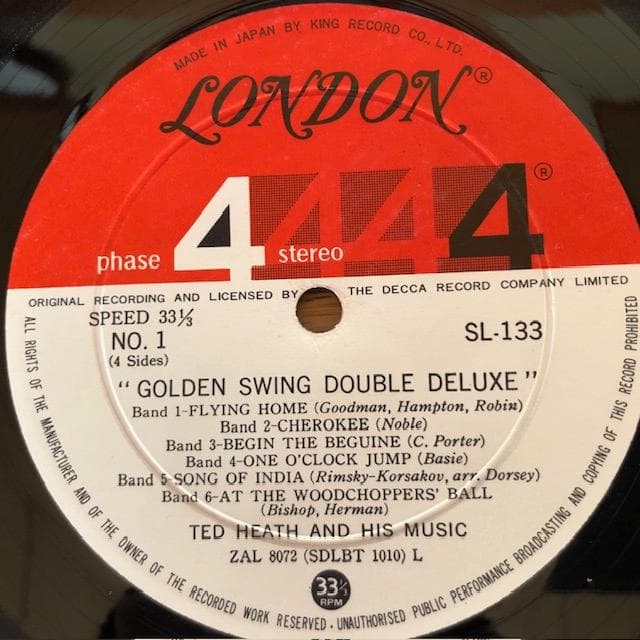 MADE IN JAPAN BY KING RECORD CO., LTD.
LONDON®
phase 4 stereo 4 4 4®
ORIGINAL RECORDING AND LICENSED BY THE DECCA RECORD COMPANY LIMITED
SPEED 33⅓
NO. 1
SL-133
(4 Sides)
"GOLDEN SWING DOUBLE DELUXE"
Band 1-FLYING HOME (Goodman, Hampton, Robin)
Band 2-CHEROKEE (Noble)
Band 3-BEGIN THE BEGUINE (C. Porter)
Band 4-ONE O'CLOCK JUMP (Basie)
Band 5-SONG OF INDIA (Rimsky-Korsakov, arr. Dorsey)
Band 6-AT THE WOODCHOPPERS' BALL
(Bishop, Herman)
TED HEATH AND HIS MUSIC
ZAL 8072 (SDLBT 1010) L
33⅓
RPM
ALL RIGHTS OF THE MANUFACTURER AND OF THE OWNER OF THE RECORDED WORK RESERVED. UNAUTHORISED PUBLIC PERFORMANCE BROADCASTING AND COPYING OF THIS RECORD PROHIBITED